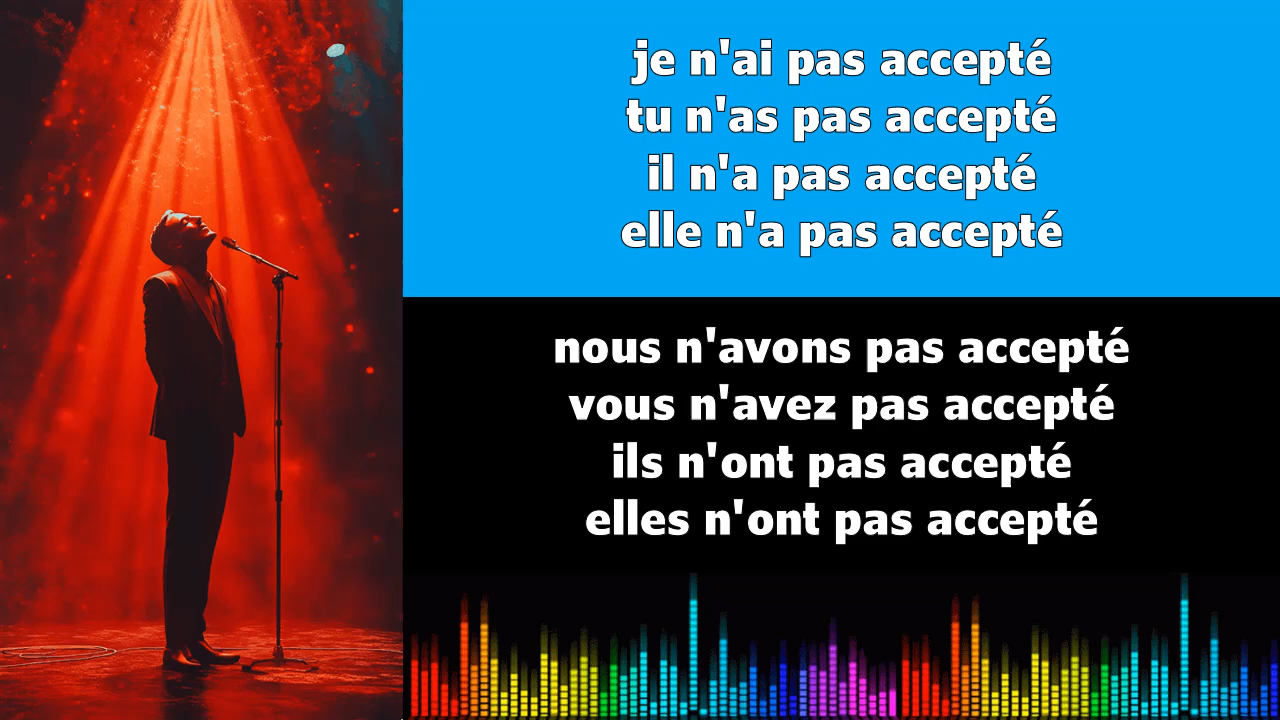 je n'ai pas accepté
tu n'as pas accepté
il n'a pas accepté
elle n'a pas accepté
nous n'avons pas accepté
vous n'avez pas accepté
ils n'ont pas accepté
elles n'ont pas accepté